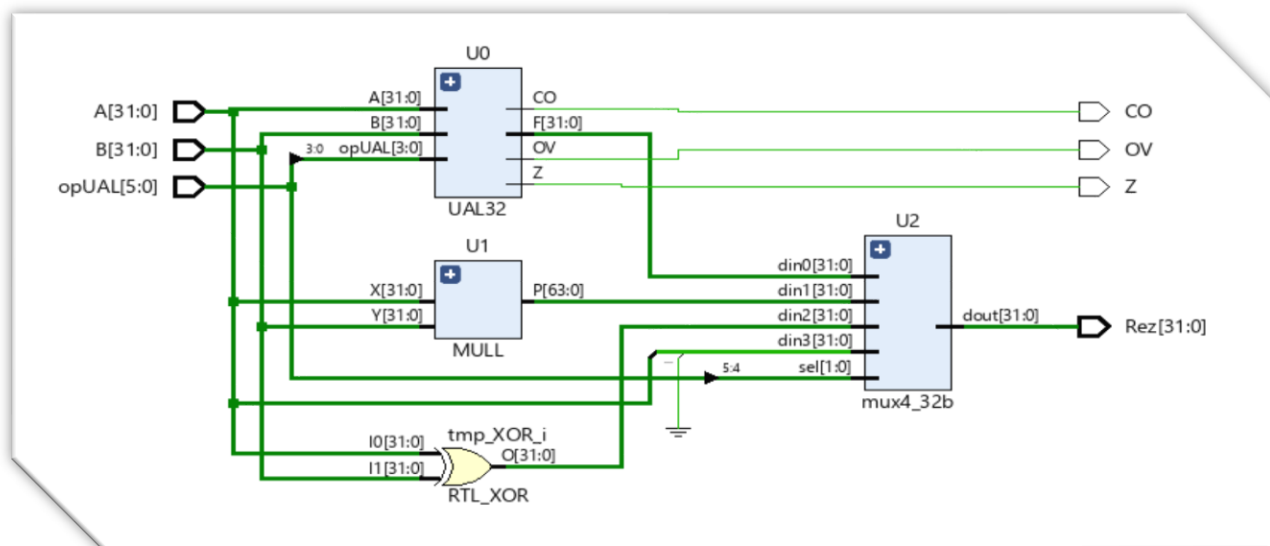 U0
A[31:0]
B[31:0]
opUAL[5:0]
A[31:0]
B[31:0]
3:0
opUAL[3:0]
CO
F[31:0]
OV
Z
UAL32
CO
OV
Z
U1
X[31:0]
Y[31:0]
P[63:0]
MULL
U2
din0[31:0]
din1[31:0]
din2[31:0]
din3[31:0]
5:4
sel[1:0]
dout[31:0]
mux4_32b
Rez[31:0]
tmp_XOR_i
I0[31:0]
I1[31:0]
O[31:0]
RTL_XOR